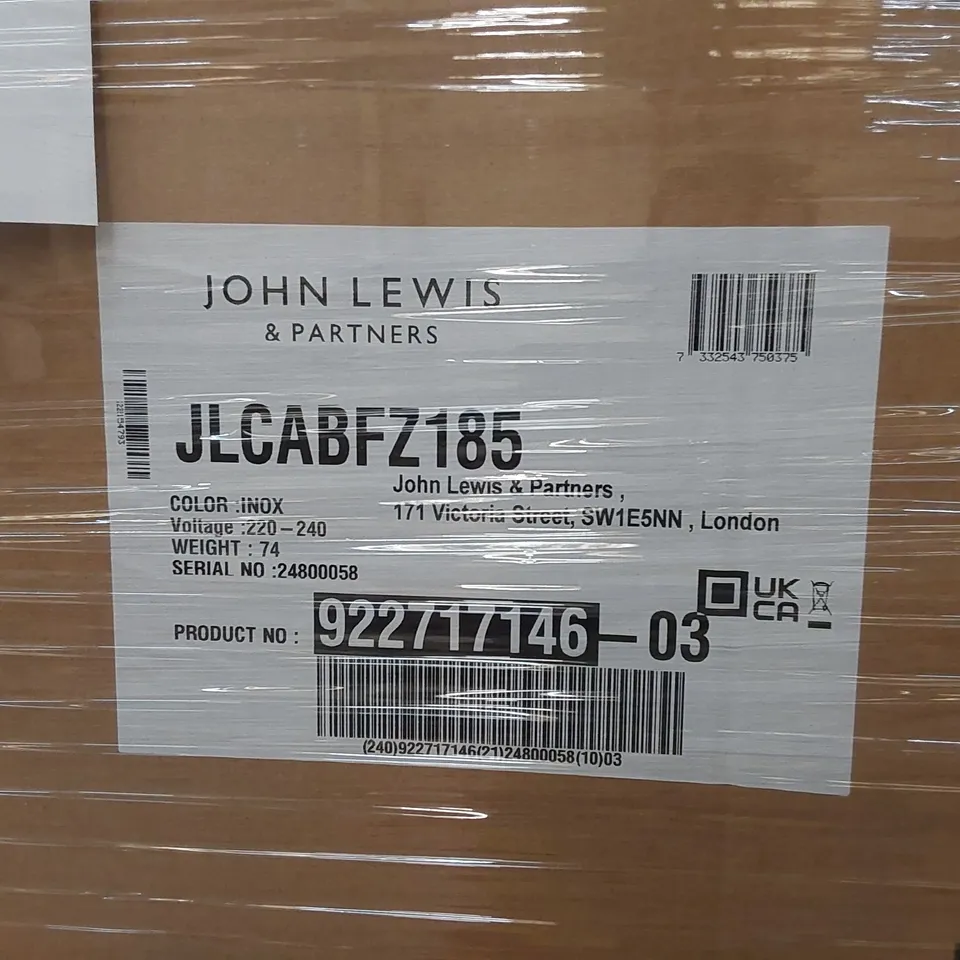 JOHN LEWIS
& PARTNERS
7 332543 750375
JLCABFZ185
John Lewis & Partners ,
171 Victoria Street, SW1E5NN , London
COLOR :INOX
Voltage :220-240
WEIGHT : 74
SERIAL NO :24800058
UK
CA
PRODUCT NO : 922717146-03
(240)922717146(21)24800058(10)03